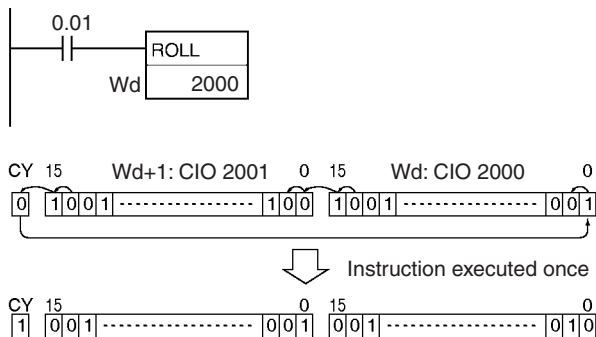 0.01
ROLL
Wd 2000
CY 15 Wd+1: CIO 2001 0 15 Wd: CIO 2000 0
0 1 0 0 1 1 0 0 1 0 0 1 0 0 1
Instruction executed once
CY 15 0 15 0
1 0 0 1 0 0 1 0 0 1 0 1 0